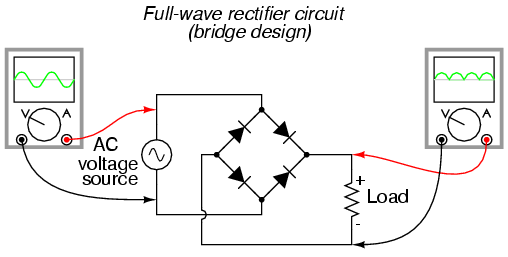 Full-wave rectifier circuit
(bridge design)
V A
V A
AC
voltage
source
+
Load
-